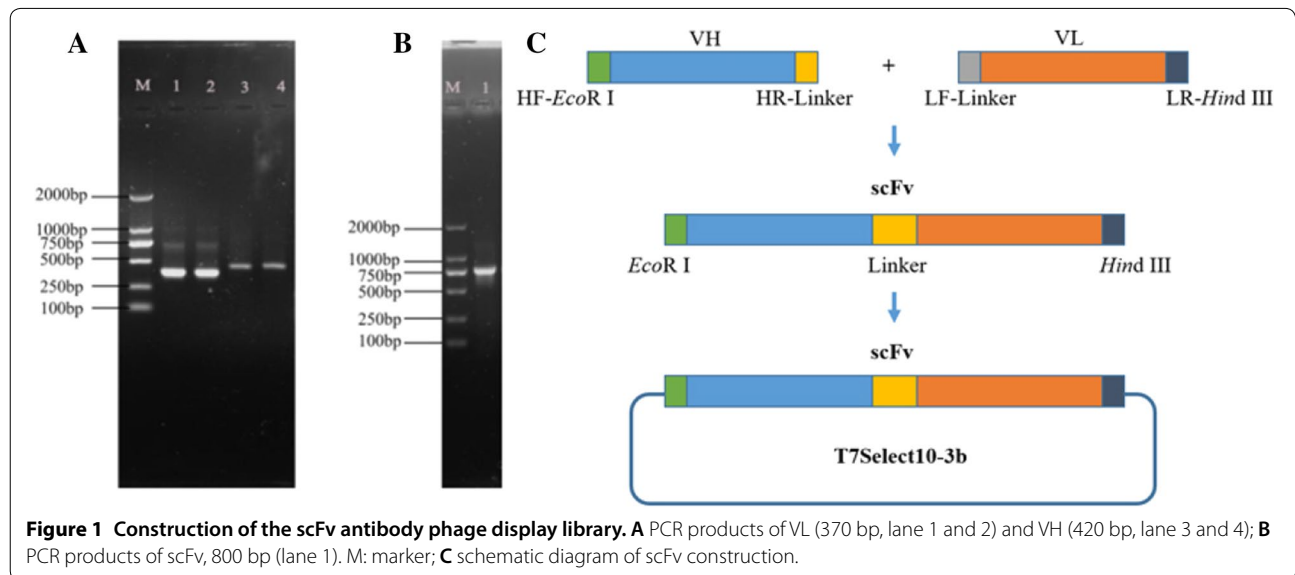 A
M 1 2 3 4
2000bp
1000bp
750bp
500bp
250bp
100bp
B
M 1
2000bp
1000bp
750bp
500bp
250bp
100bp
C
VH
+
VL
HF-EcoR I
HR-Linker
LF-Linker
LR-Hind III
scFv
EcoR I
Linker
Hind III
scFv
T7Select10-3b
Figure 1 Construction of the scFv antibody phage display library. A PCR products of VL (370 bp, lane 1 and 2) and VH (420 bp, lane 3 and 4); B
PCR products of scFv, 800 bp (lane 1). M: marker; C schematic diagram of scFv construction.